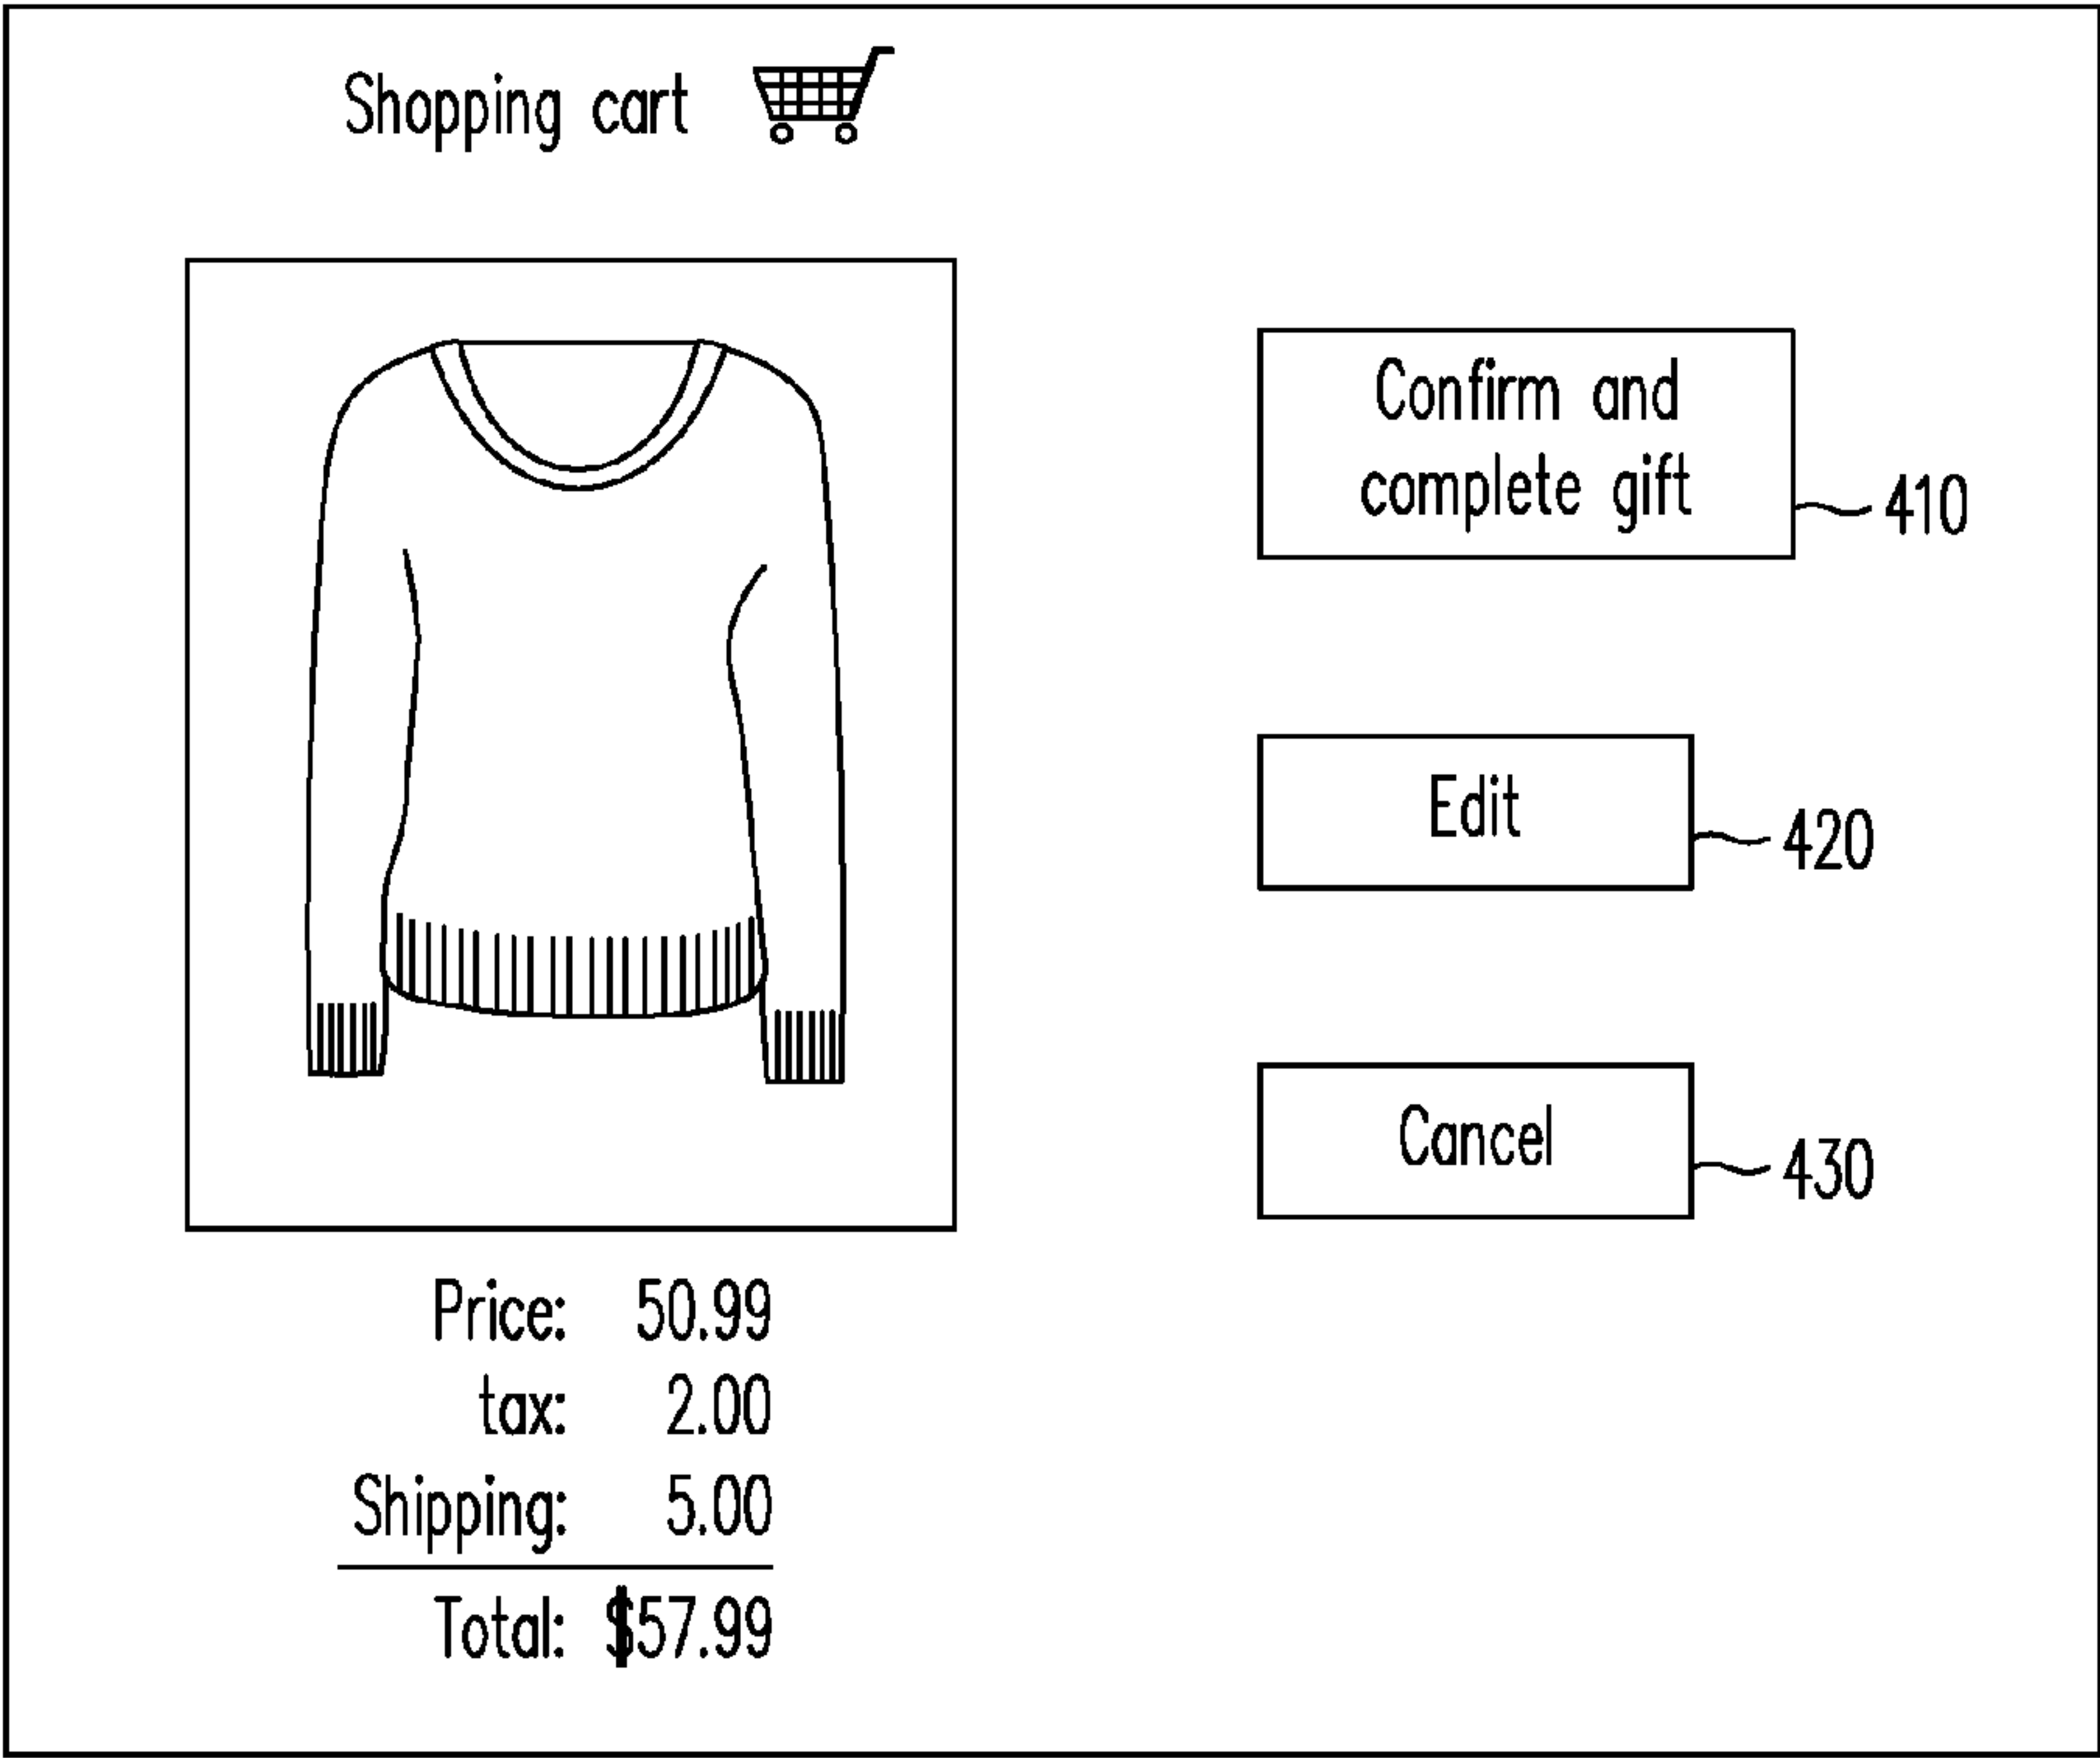 Shopping cart
Confirm and
complete gift
410
Edit
420
Cancel
430
Price: 50.99
tax: 2.00
Shipping: 5.00
Total: $57.99